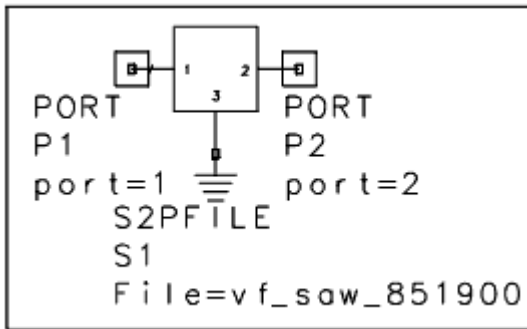 1 2
3
PORT PORT
P1 P2
port=1 port=2
S2PFILE
S1
File=vf_saw_851900